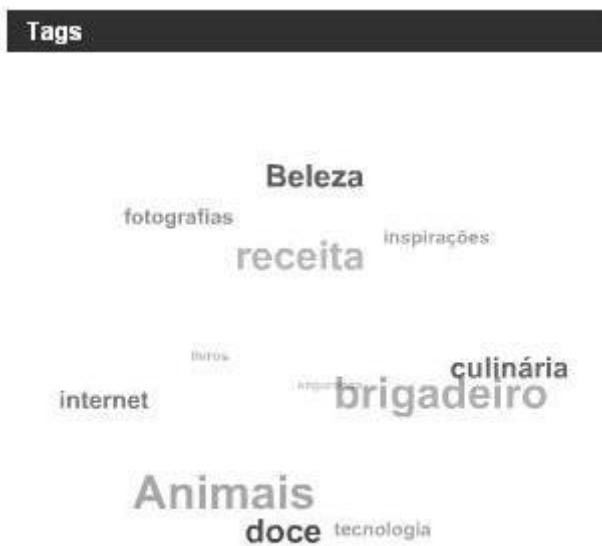 Tags
Beleza
fotografias
inspirações
receita
livros
culinária
brigadeiro
internet
Animais
doce
tecnologia